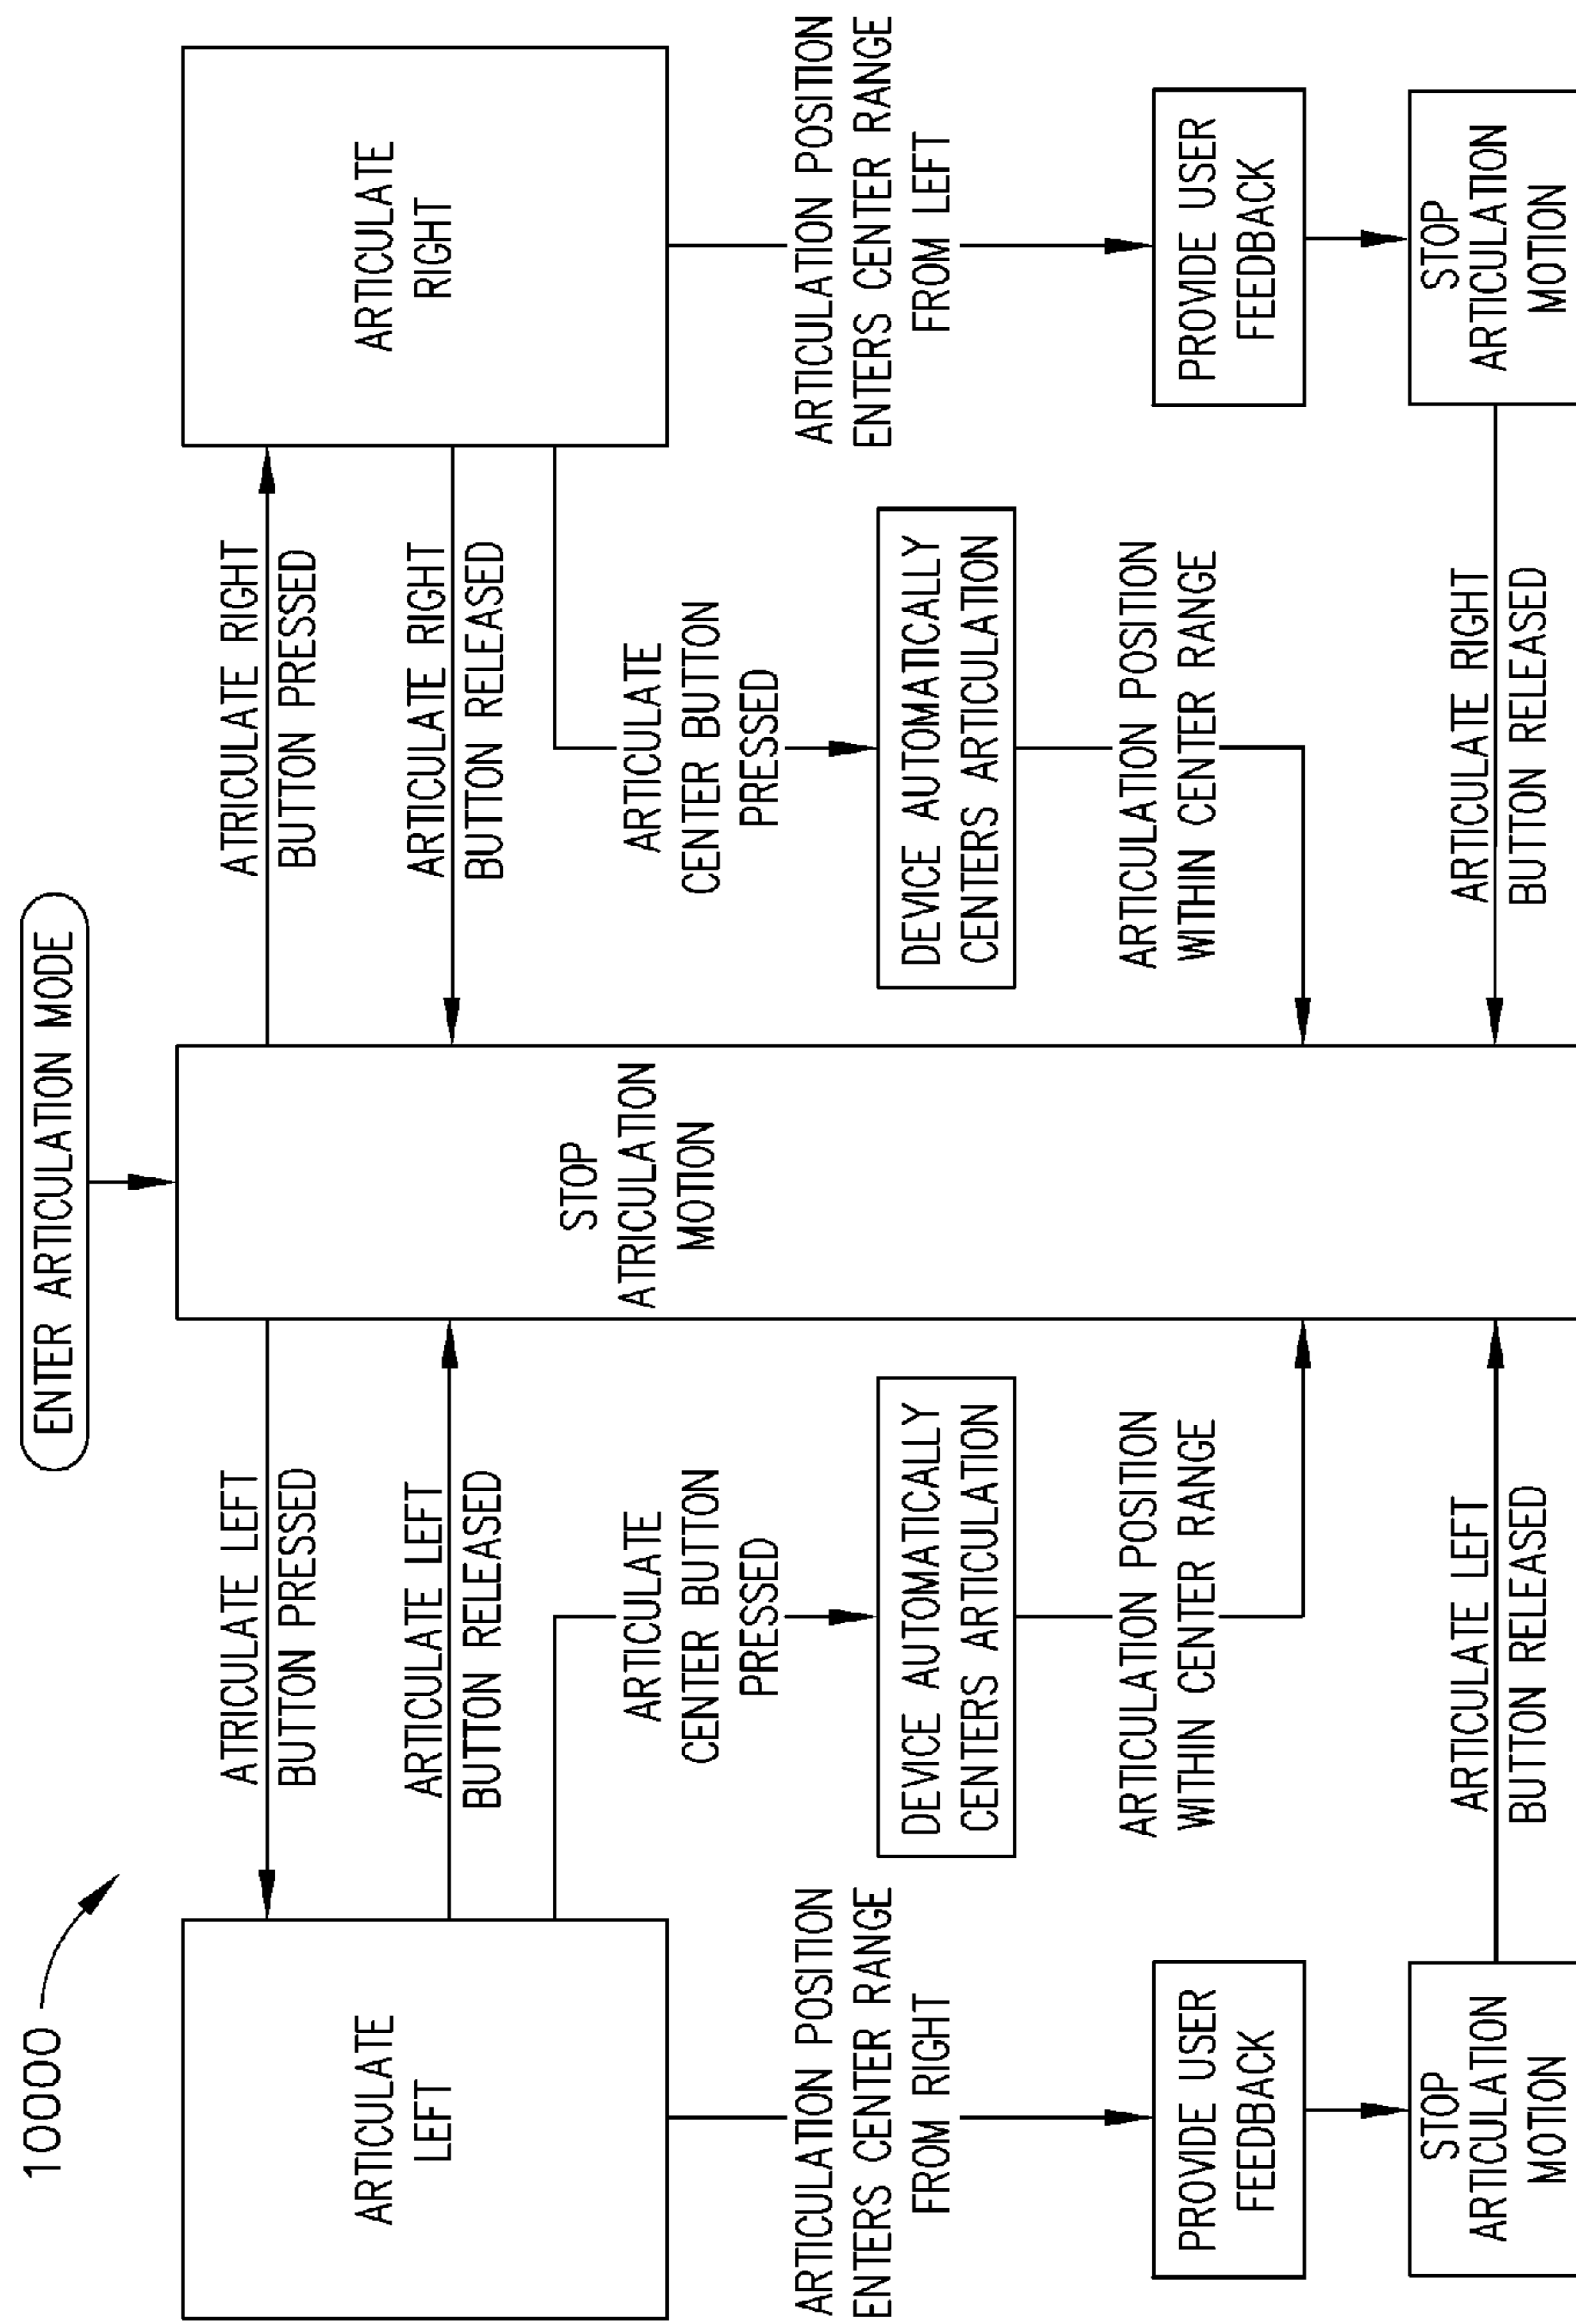 10000
ENTER ARTICULATION MODE
ATRICULATE LEFT
BUTTON PRESSED
ATRICULATE RIGHT
BUTTON PRESSED
ARTICULATE
LEFT
ARTICULATE LEFT
BUTTON RELEASED
STOP
ATRICULATION
MOTION
ARTICULATE RIGHT
BUTTON RELEASED
ARTICULATE
RIGHT
ARTICULATE
CENTER BUTTON
PRESSED
ARTICULATE
CENTER BUTTON
PRESSED
ARTICULATION POSITION
ENTERS CENTER RANGE
FROM RIGHT
DEVICE AUTOMATICALLY
CENTERS ARTICULATION
DEVICE AUTOMATICALLY
CENTERS ARTICULATION
ARTICULATION POSITION
ENTERS CENTER RANGE
FROM LEFT
PROVIDE USER
FEEDBACK
ARTICULATION POSITION
WITHIN CENTER RANGE
ARTICULATION POSITION
WITHIN CENTER RANGE
PROVIDE USER
FEEDBACK
STOP
ARTICULATION
MOTION
ARTICULATE LEFT
BUTTON RELEASED
ARTICULATE RIGHT
BUTTON RELEASED
STOP
ARTICULATION
MOTION